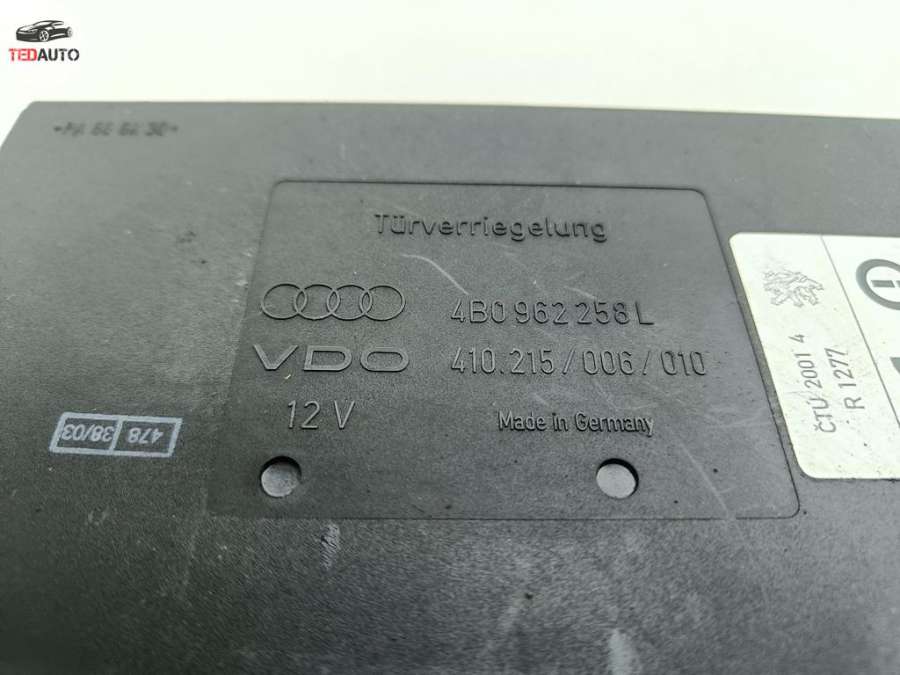 TEDAUTO
Türverriegelung
4B0 962 258 L
VDO
410.215/006/010
12 V
Made in Germany
478
38/03
ČTÚ 2001 4
R 1277